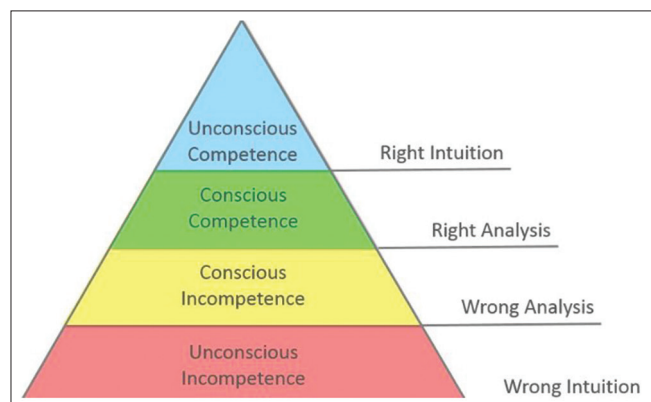 Unconscious
Competence
Right Intuition
Conscious
Competence
Right Analysis
Conscious
Incompetence
Wrong Analysis
Unconscious
Incompetence
Wrong Intuition